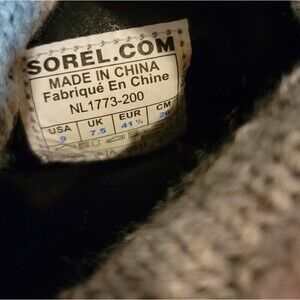 SOREL.COM
MADE IN CHINA
Fabriqué En Chine
NL1773-200
USA UK EUR CM
9 7.5 41½